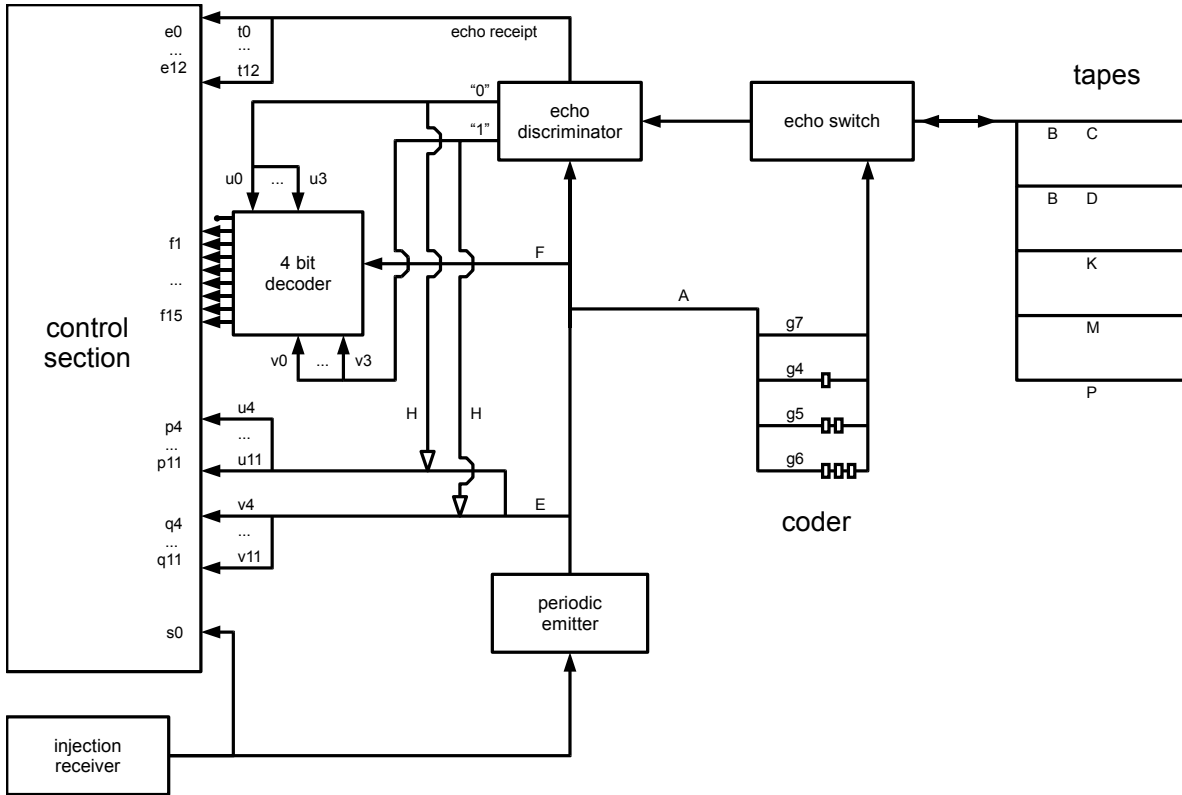 e0
...
e12
t0
...
t12
echo receipt
"0"
"1"
echo
discriminator
echo switch
tapes
B C
B D
K
M
P
u0 ... u3
f1
...
f15
4 bit
decoder
F
A
control
section
v0 ... v3
g7
g4
g5
g6
coder
H
H
p4
...
p11
u4
...
u11
q4
...
q11
v4
...
v11
E
periodic
emitter
s0
injection
receiver